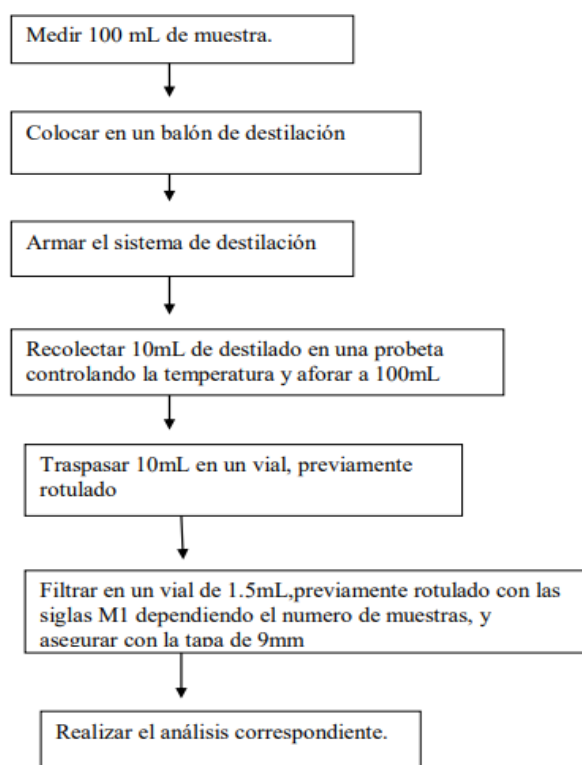 Medir 100 mL de muestra.
Colocar en un balón de destilación
Armar el sistema de destilación
Recolectar 10mL de destilado en una probeta
controlando la temperatura y aforar a 100mL
Traspasar 10mL en un vial, previamente
rotulado
Filtrar en un vial de 1.5mL,previamente rotulado con las
siglas M1 dependiendo el numero de muestras, y
asegurar con la tapa de 9mm
Realizar el análisis correspondiente.